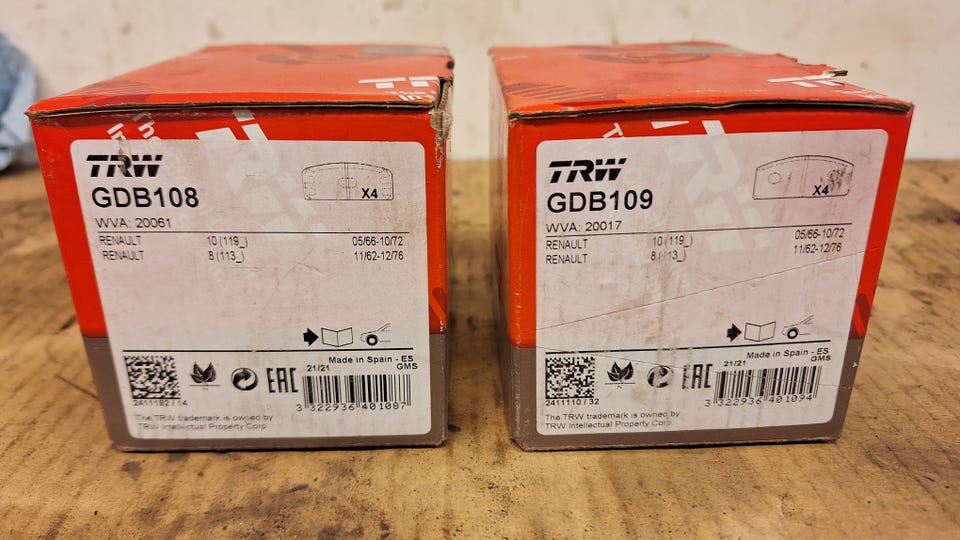 TRW
GDB108
X4
WVA: 20061
RENAULT 10 (119_) 05/66-10/72
RENAULT 8 (113_) 11/62-12/76
Made in Spain - ES
GMS
21/21
N
EAC
2411182 / 14
3 322936 401087
The TRW trademark is owned by
TRW Intellectual Property Corp.
TRW
GDB109
X4
WVA: 20017
RENAULT 10 (119_) 05/66-10/72
RENAULT 8 (113_) 11/62-12/76
Made in Spain - ES
GMS
21/21
N
EAC
2411110 / 32
3 322936 401094
The TRW trademark is owned by
TRW Intellectual Property Corp.